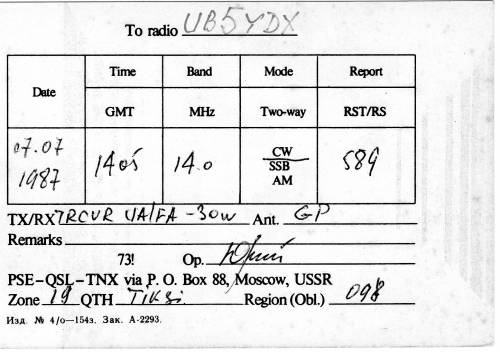 To radio UB5YDX
Date Time Band Mode Report
GMT MHz Two-way RST/RS
07.07 1987 1405 14.0 CW SSB AM 589
TX/RX TRCVR UA1FA -30w Ant. GP
Remarks
73! Op. Юрий
PSE-QSL-TNX via P. O. Box 88, Moscow, USSR
Zone 19 QTH Tiksi Region (Obl.) 098
Изд. № 4/о—154з. Зак. А-2293.